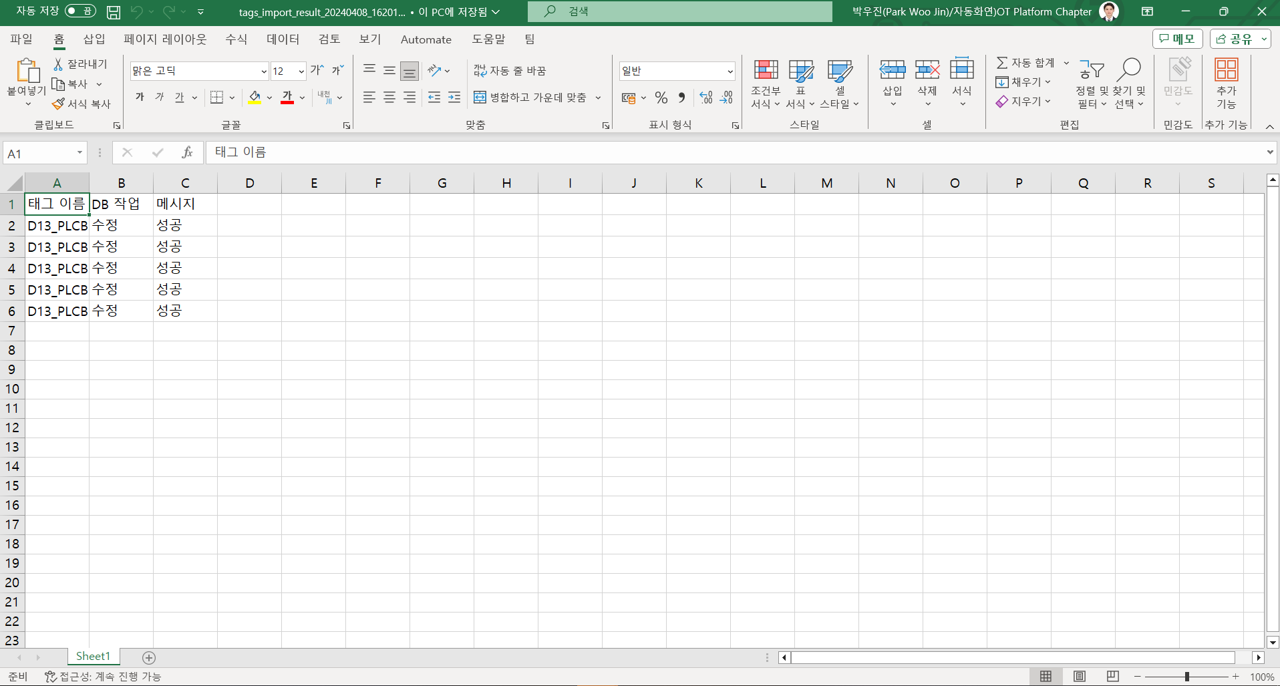 자동 저장 끔 tags_import_result_20240408_16201... • 이 PC에 저장됨 검색 박우진(Park Woo Jin)/자동화연)OT Platform Chapter
파일 홈 삽입 페이지 레이아웃 수식 데이터 검토 보기 Automate 도움말 팀 메모 공유
붙여넣기 잘라내기 복사 서식 복사
맑은 고딕 12 가 가
가 가 가 가 내천
자동 줄 바꿈
병합하고 가운데 맞춤
일반
% 00 00
조건부 서식 표 서식 셀 스타일
삽입 삭제 서식
자동 합계 채우기 지우기
정렬 및 필터 찾기 및 선택
민감도
추가 기능
클립보드 글꼴 맞춤 표시 형식 스타일 셀 편집 민감도 추가 기능
A1 fx 태그 이름
A B C D E F G H I J K L M N O P Q R S
1 태그 이름 DB 작업 메시지
2 D13_PLCB 수정 성공
3 D13_PLCB 수정 성공
4 D13_PLCB 수정 성공
5 D13_PLCB 수정 성공
6 D13_PLCB 수정 성공
7
8
9
10
11
12
13
14
15
16
17
18
19
20
21
22
23
Sheet1
준비 접근성: 계속 진행 가능 100%